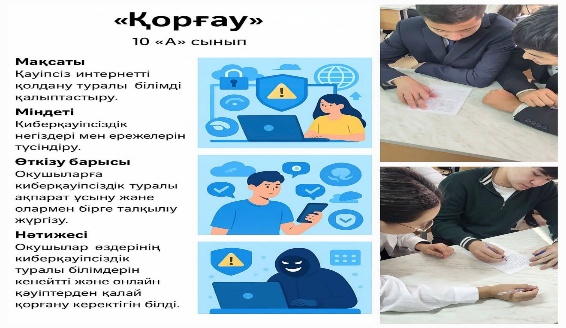 «Қорғау»
10 «А» сынып
Мақсаты
Қауіпсіз интернетті
қолдану туралы білімді
қалыптастыру.
Міндеті
Киберқауіпсіздік
негіздері мен ережелерін
түсіндіру.
Өткізу барысы
Оқушыларға
киберқауіпсіздік туралы
ақпарат ұсыну және
олармен бірге талқылау
жүргізу.
Нәтижесі
Оқушылар өздерінің
киберқауіпсіздік
туралы білімдерін
кеңейтті және онлайн
қауіптерден қалай
қорғану керектігін білді.